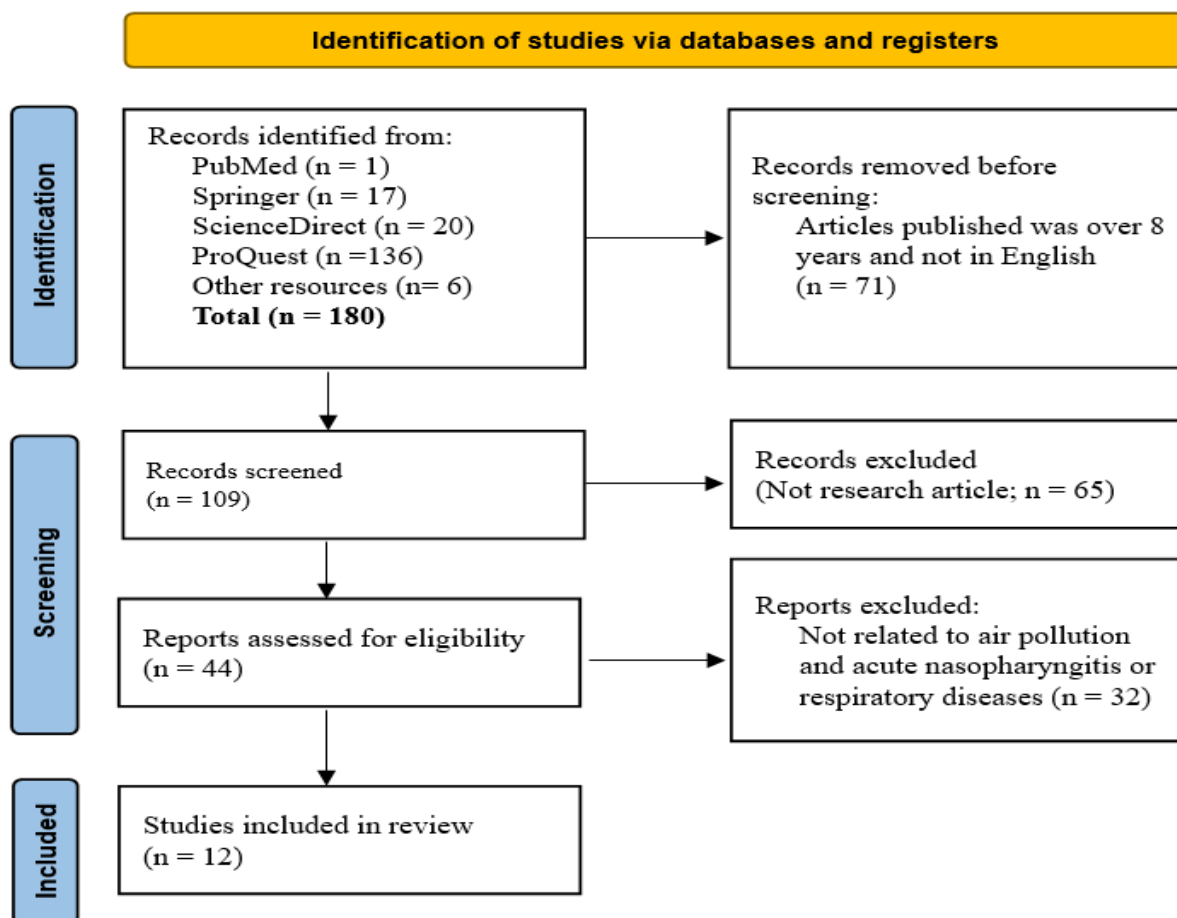 Identification of studies via databases and registers
Identification
Records identified from:
PubMed (n = 1)
Springer (n = 17)
ScienceDirect (n = 20)
ProQuest (n =136)
Other resources (n= 6)
Total (n = 180)
Records removed before
screening:
Articles published was over 8
years and not in English
(n = 71)
Screening
Records screened
(n = 109)
Records excluded
(Not research article; n = 65)
Reports assessed for eligibility
(n = 44)
Reports excluded:
Not related to air pollution
and acute nasopharyngitis or
respiratory diseases (n = 32)
Included
Studies included in review
(n = 12)